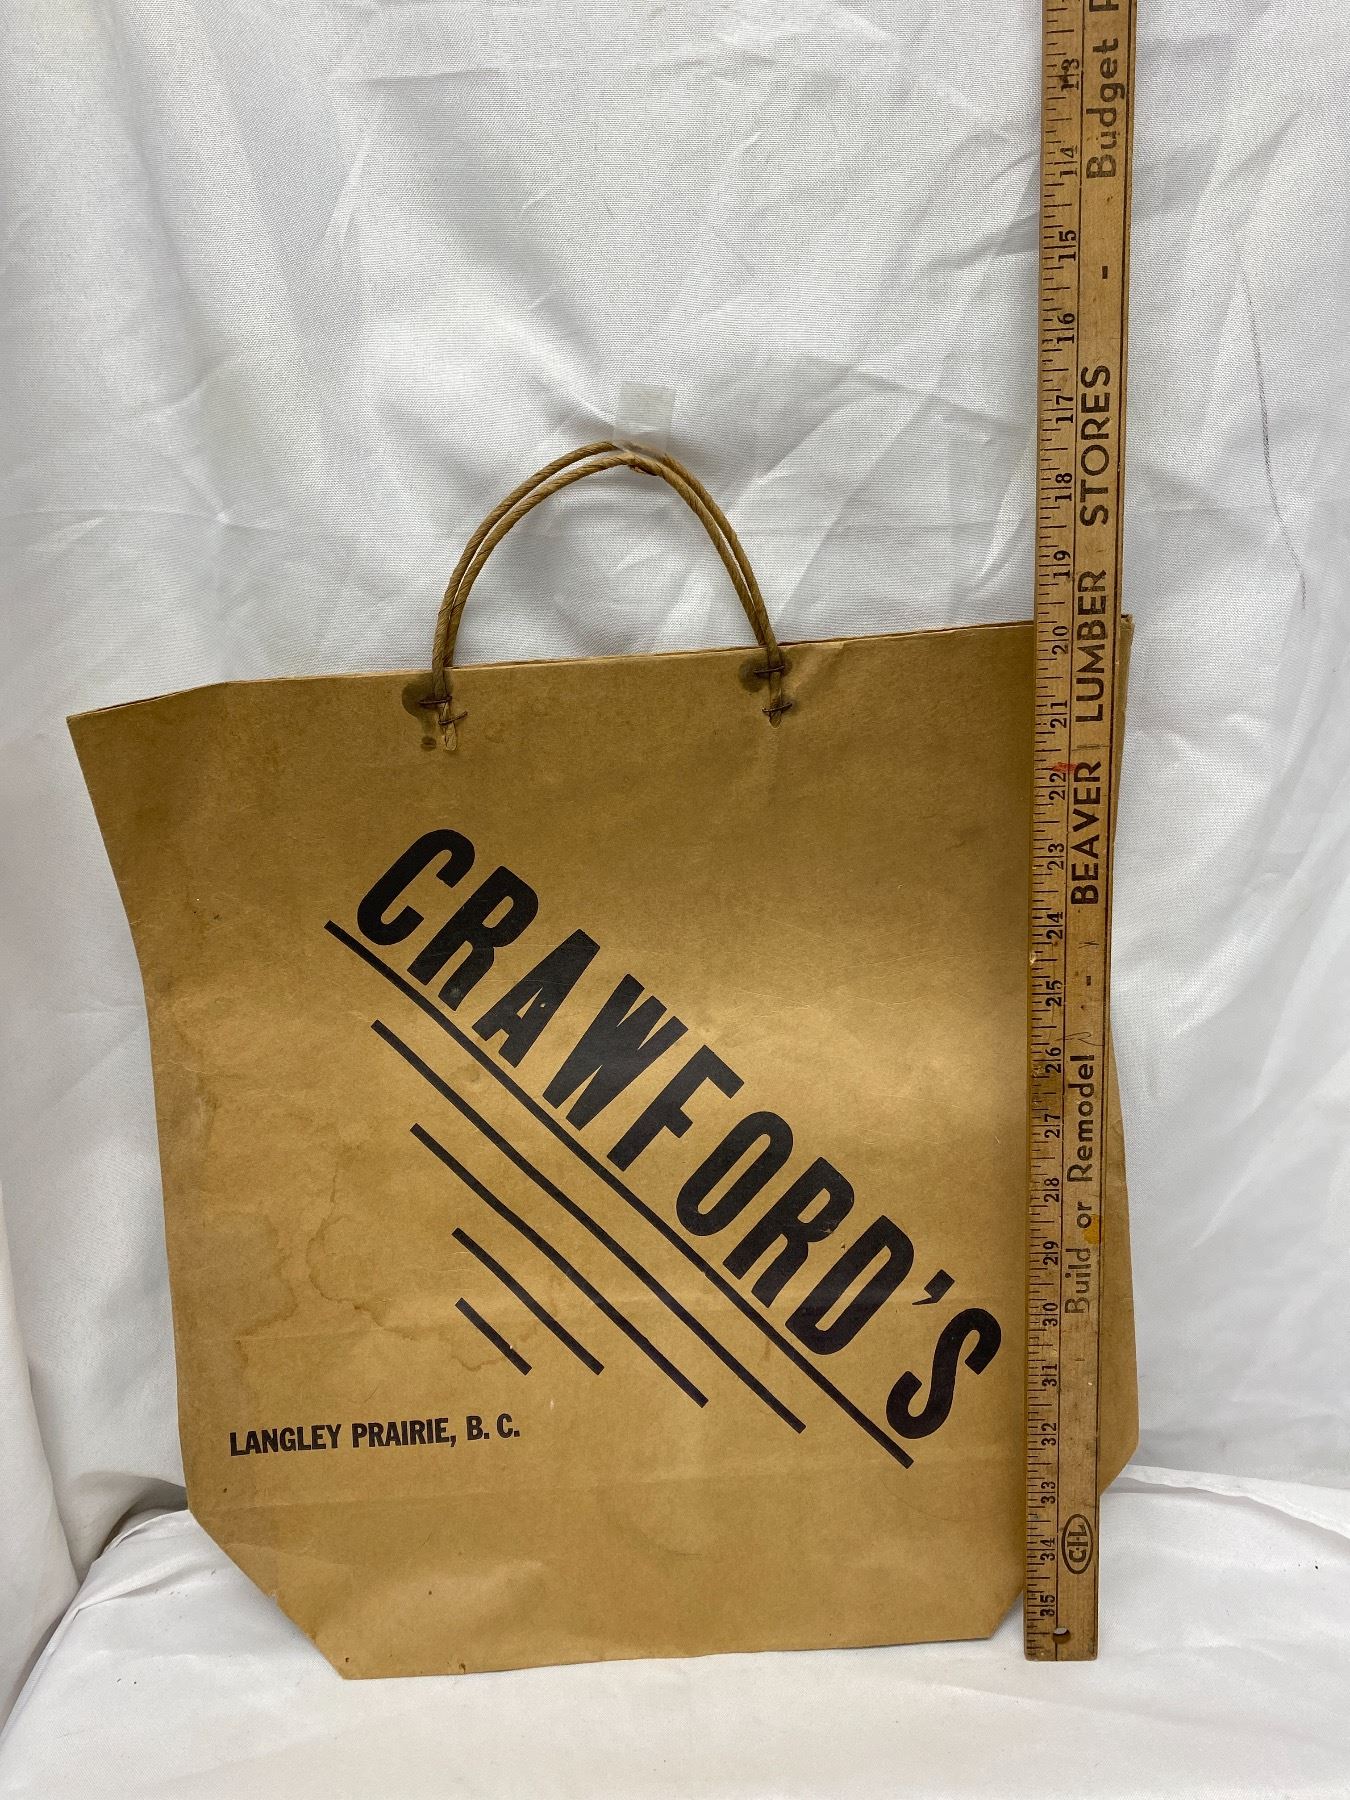 CRAWFORD'S
LANGLEY PRAIRIE, B. C.
Build or Remodel - BEAVER LUMBER STORES - Budget
C-I-L
13 14 15 16 17 18 19 20 21 22 23 24 25 26 27 28 29 30 31 32 33 34 35